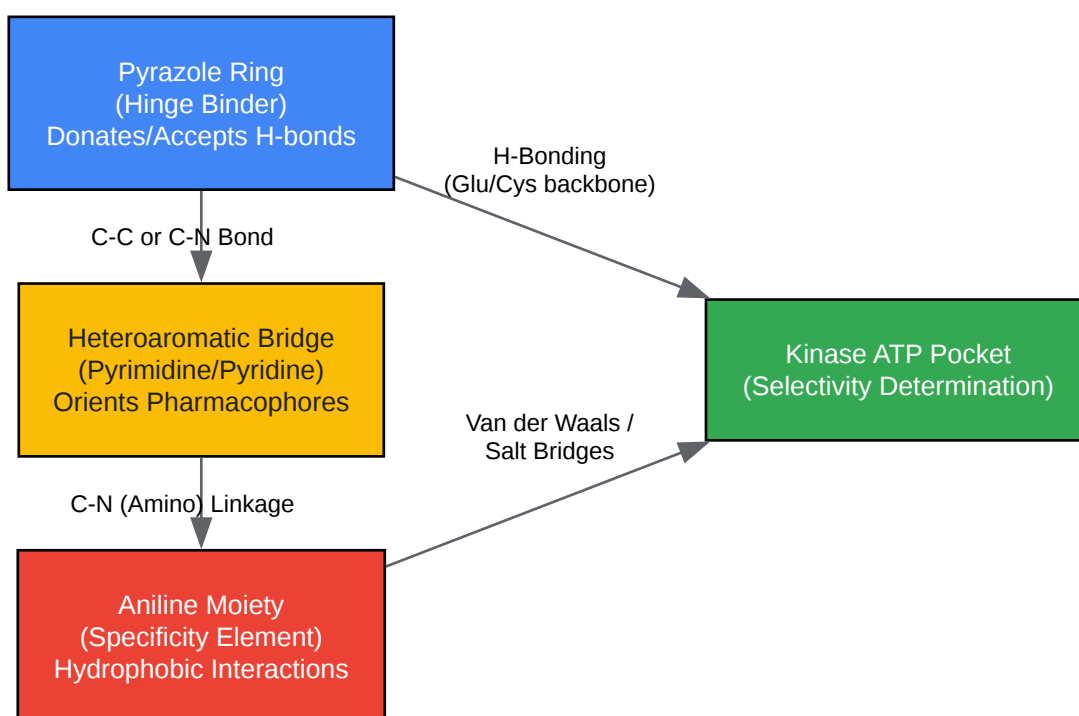 Pyrazole Ring
(Hinge Binder)
Donates/Accepts H-bonds
H-Bonding
(Glu/Cys backbone)
C-C or C-N Bond
Heteroaromatic Bridge
(Pyrimidine/Pyridine)
Orients Pharmacophores
Kinase ATP Pocket
(Selectivity Determination)
Van der Waals /
Salt Bridges
C-N (Amino) Linkage
Aniline Moiety
(Specificity Element)
Hydrophobic Interactions